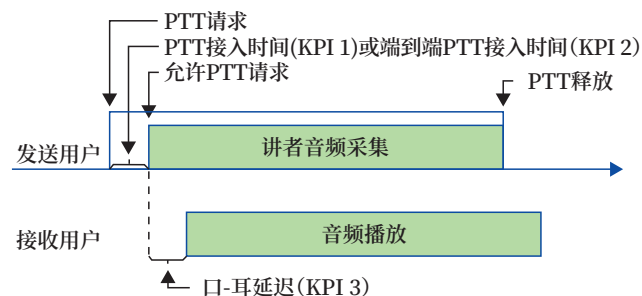 PTT请求
PTT接入时间(KPI 1)或端到端PTT接入时间(KPI 2)
允许PTT请求
PTT释放
发送用户
讲者音频采集
接收用户
音频播放
口-耳延迟(KPI 3)